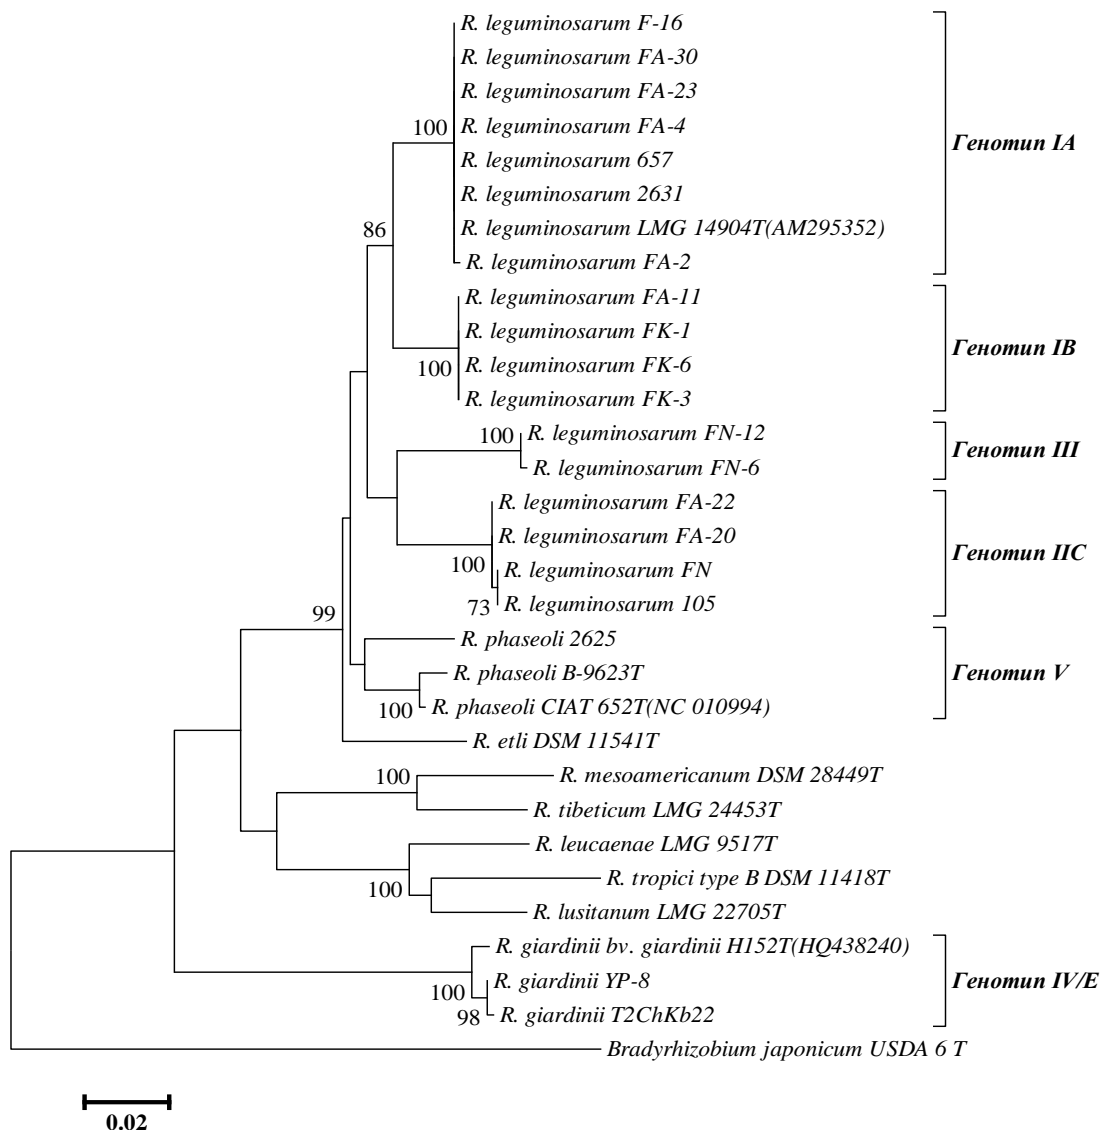 R. leguminosarum F-16
R. leguminosarum FA-30
R. leguminosarum FA-23
R. leguminosarum FA-4
100
Генотип IA
R. leguminosarum 657
R. leguminosarum 2631
R. leguminosarum LMG 14904T(AM295352)
86
R. leguminosarum FA-2
R. leguminosarum FA-11
R. leguminosarum FK-1
Генотип IB
R. leguminosarum FK-6
100
R. leguminosarum FK-3
R. leguminosarum FN-12
100
Генотип III
R. leguminosarum FN-6
R. leguminosarum FA-22
R. leguminosarum FA-20
Генотип IIC
100
R. leguminosarum FN
R. leguminosarum 105
73
99
R. phaseoli 2625
R. phaseoli B-9623T
Генотип V
R. phaseoli CIAT 652T(NC 010994)
100
R. etli DSM 11541T
R. mesoamericanum DSM 28449T
100
R. tibeticum LMG 24453T
R. leucaenae LMG 9517T
R. tropici type B DSM 11418T
100
R. lusitanum LMG 22705T
R. giardinii bv. giardinii H152T(HQ438240)
R. giardinii YP-8
Генотип IV/E
100
R. giardinii T2ChKb22
98
Bradyrhizobium japonicum USDA 6 T
0.02